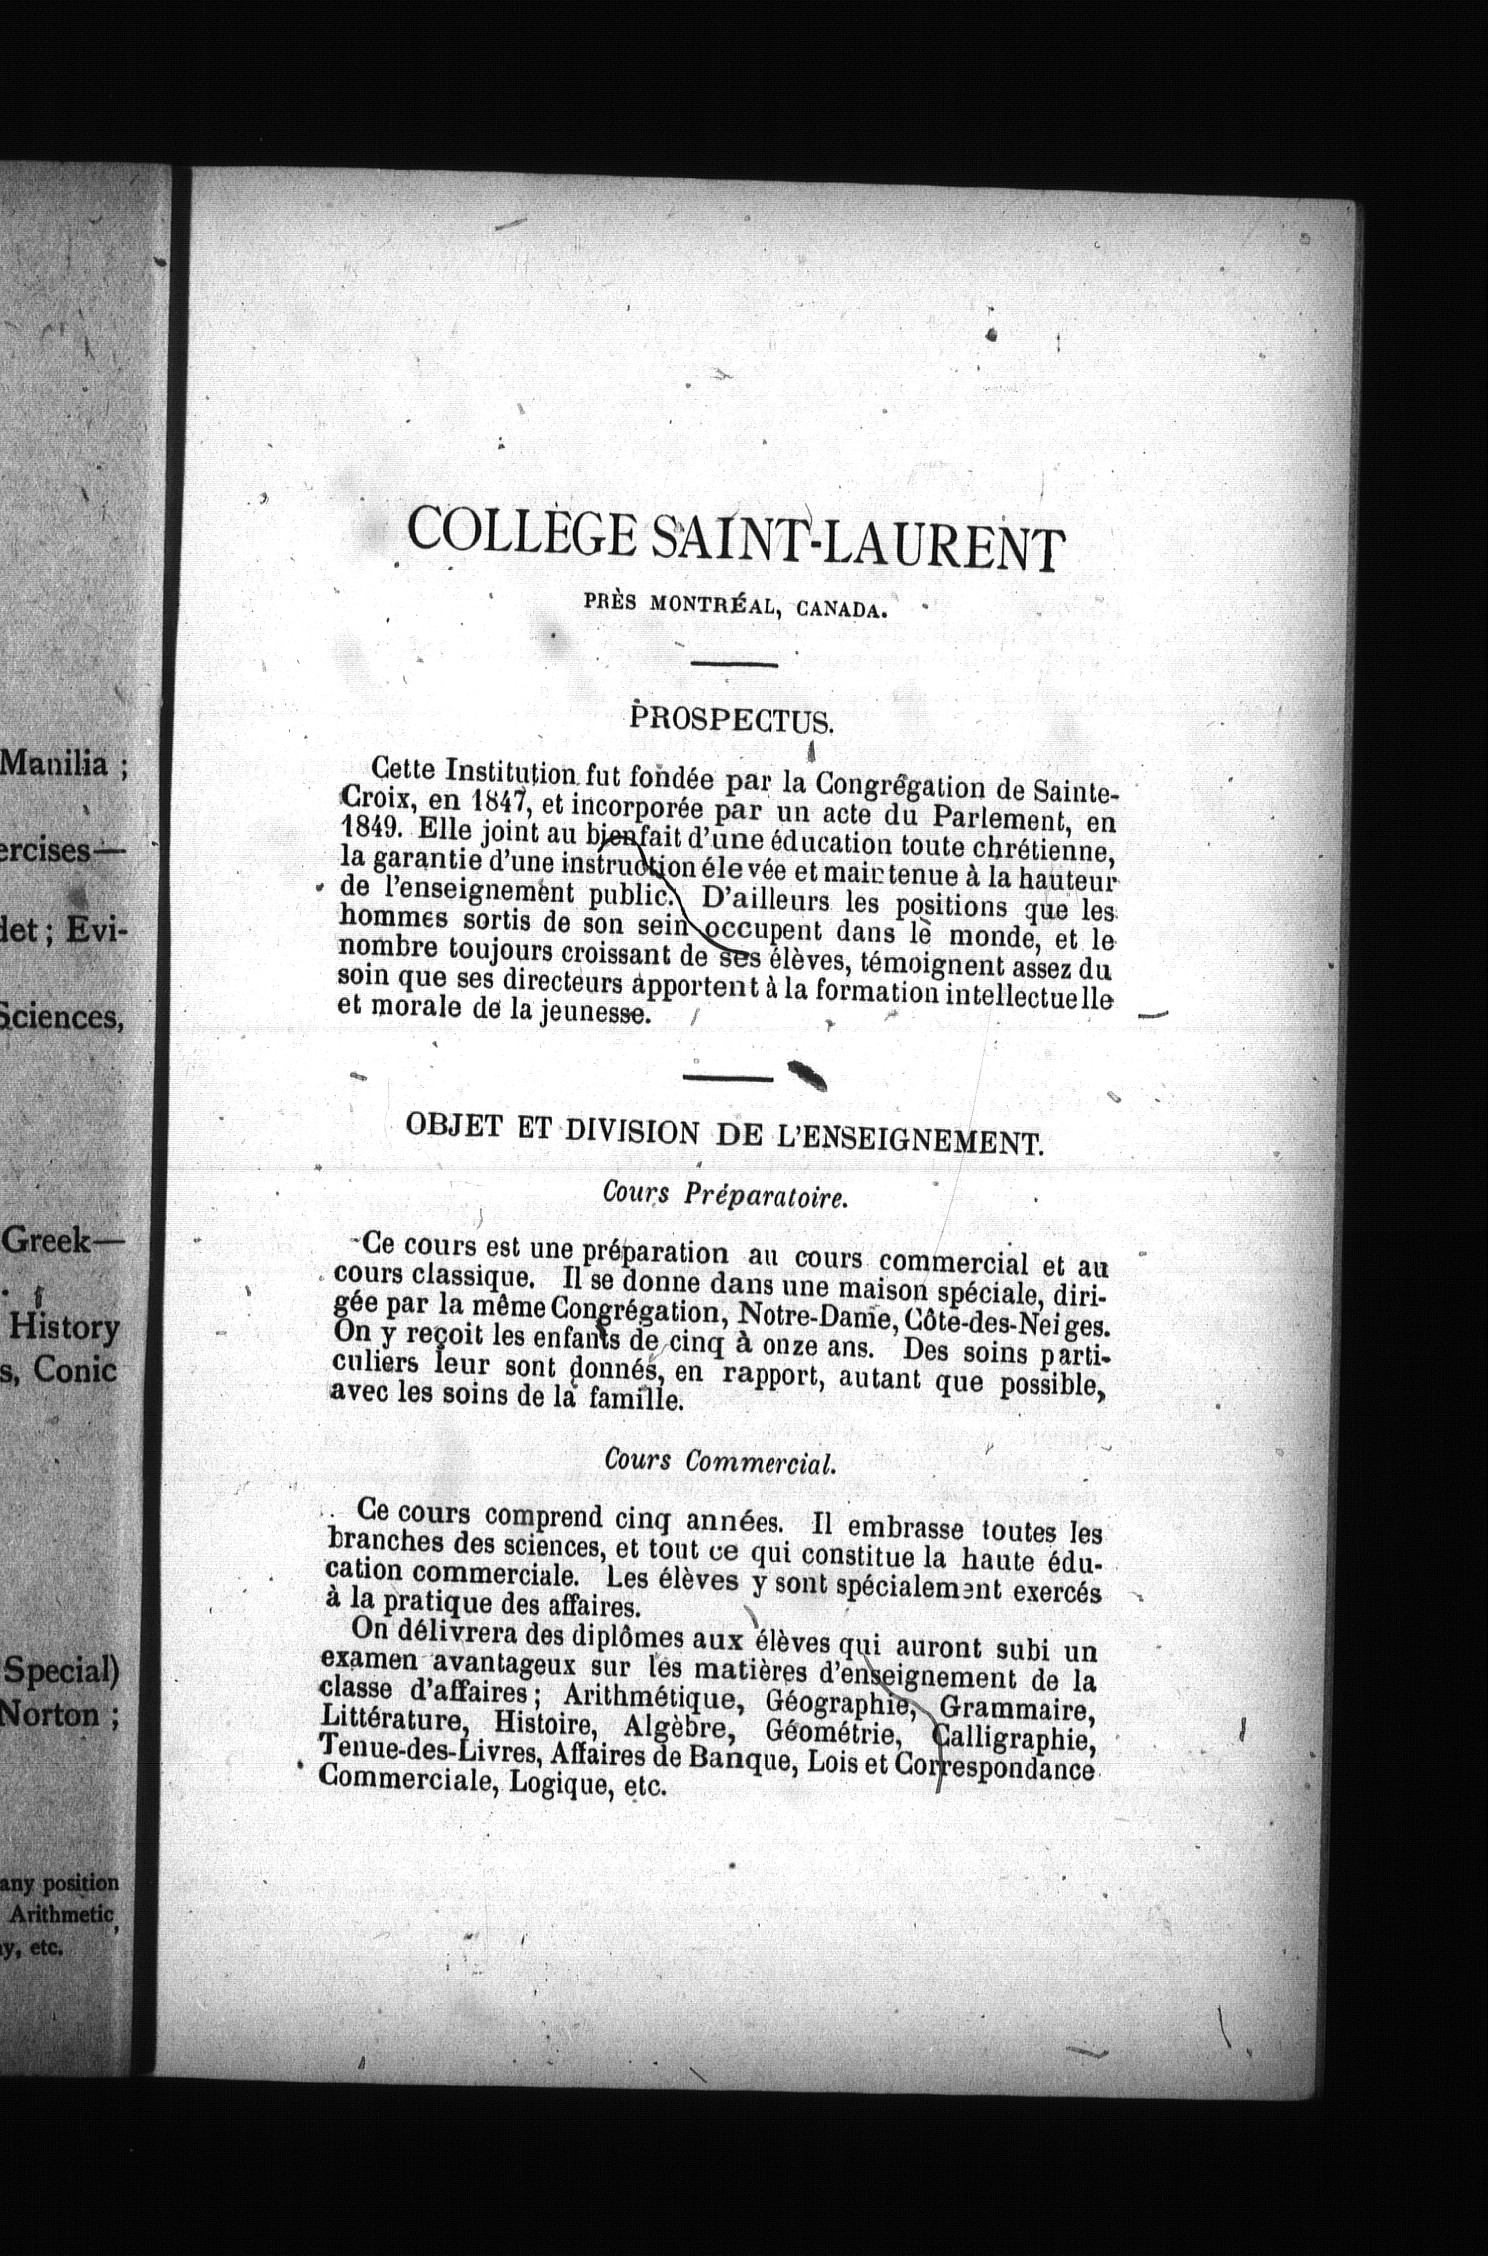 Manilia ;
ercises—
let ; Evi-
Sciences,
Greek—
History
s, Conic
Special)
Norton ;
any position
Arithmetic,
y, etc.
COLLÈGE SAINT-LAURENT
PRÈS MONTRÉAL, CANADA.
PROSPECTUS.
Cette Institution fut fondée par la Congrégation de Sainte-
Croix, en 1847, et incorporée par un acte du Parlement, en
1849. Elle joint au bienfait d'une éducation toute chrétienne,
la garantie d'une instruction élevée et maintenue à la hauteur
de l'enseignement public. D'ailleurs les positions que les
hommes sortis de son sein occupent dans le monde, et le
nombre toujours croissant de ses élèves, témoignent assez du
soin que ses directeurs apportent à la formation intellectuelle
et morale de la jeunesse.
OBJET ET DIVISION DE L'ENSEIGNEMENT.
Cours Préparatoire.
Ce cours est une préparation au cours commercial et au
cours classique. Il se donne dans une maison spéciale, diri-
gée par la même Congrégation, Notre-Dame, Côte-des-Neiges.
On y reçoit les enfants de cinq à onze ans. Des soins parti-
culiers leur sont donnés, en rapport, autant que possible,
avec les soins de la famille.
Cours Commercial.
Ce cours comprend cinq années. Il embrasse toutes les
branches des sciences, et tout ce qui constitue la haute édu-
cation commerciale. Les élèves y sont spécialement exercés
à la pratique des affaires.
On délivrera des diplômes aux élèves qui auront subi un
examen avantageux sur les matières d'enseignement de la
classe d'affaires ; Arithmétique, Géographie, Grammaire,
Littérature, Histoire, Algèbre, Géométrie, Calligraphie,
Tenue-des-Livres, Affaires de Banque, Lois et Correspondance
Commerciale, Logique, etc.